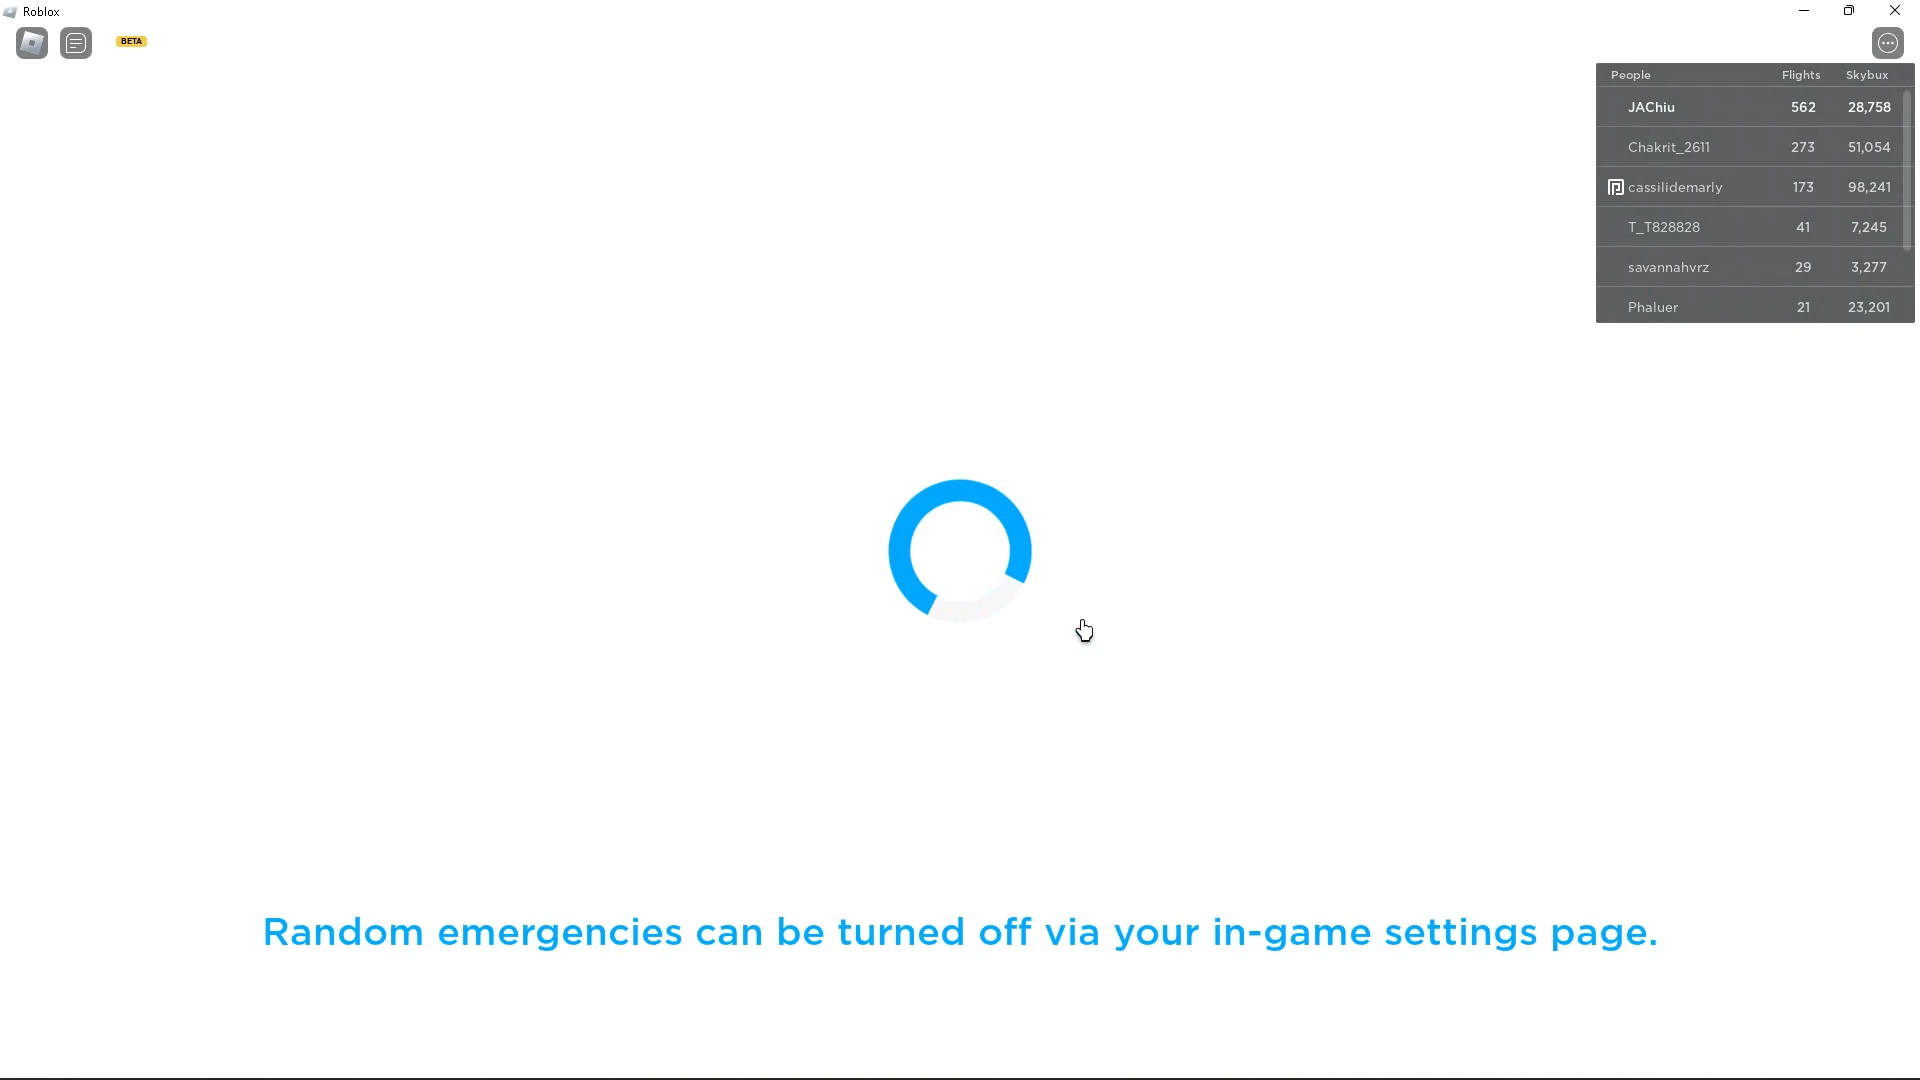 Roblox
BETA
People Flights Skybux
JAChiu 562 28,758
Chakrit_2611 273 51,054
cassilidemarly 173 98,241
T_T828828 41 7,245
savannahvrz 29 3,277
Phaluer 21 23,201
Random emergencies can be turned off via your in-game settings page.